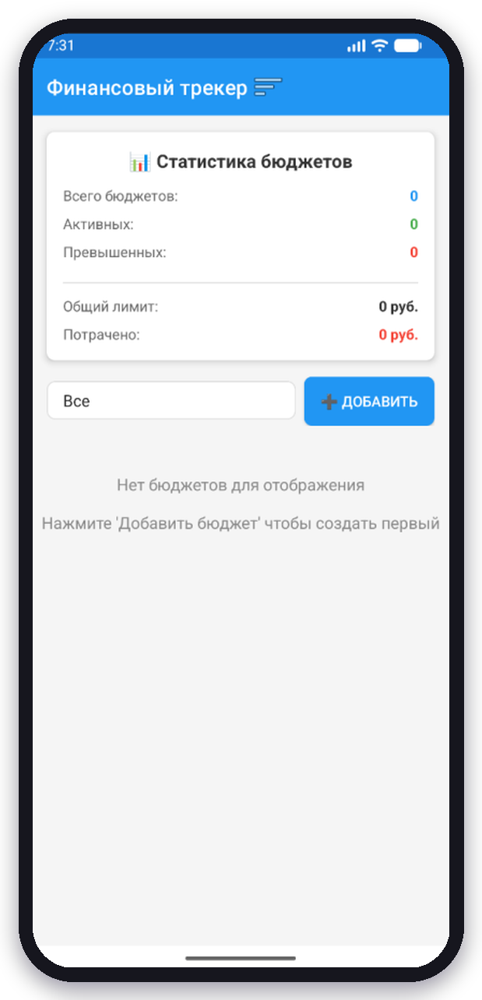 7:31
Финансовый трекер
📊 Статистика бюджетов
Всего бюджетов: 0
Активных: 0
Превышенных: 0
Общий лимит: 0 руб.
Потрачено: 0 руб.
Все
➕ ДОБАВИТЬ
Нет бюджетов для отображения
Нажмите 'Добавить бюджет' чтобы создать первый